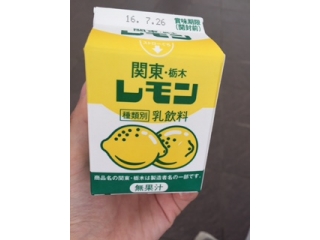 16.7.26
賞味期限
(開封前)
関東・栃木
レモン
種類別 乳飲料
商品名の関東・栃木は製造者名の一部です。
無果汁